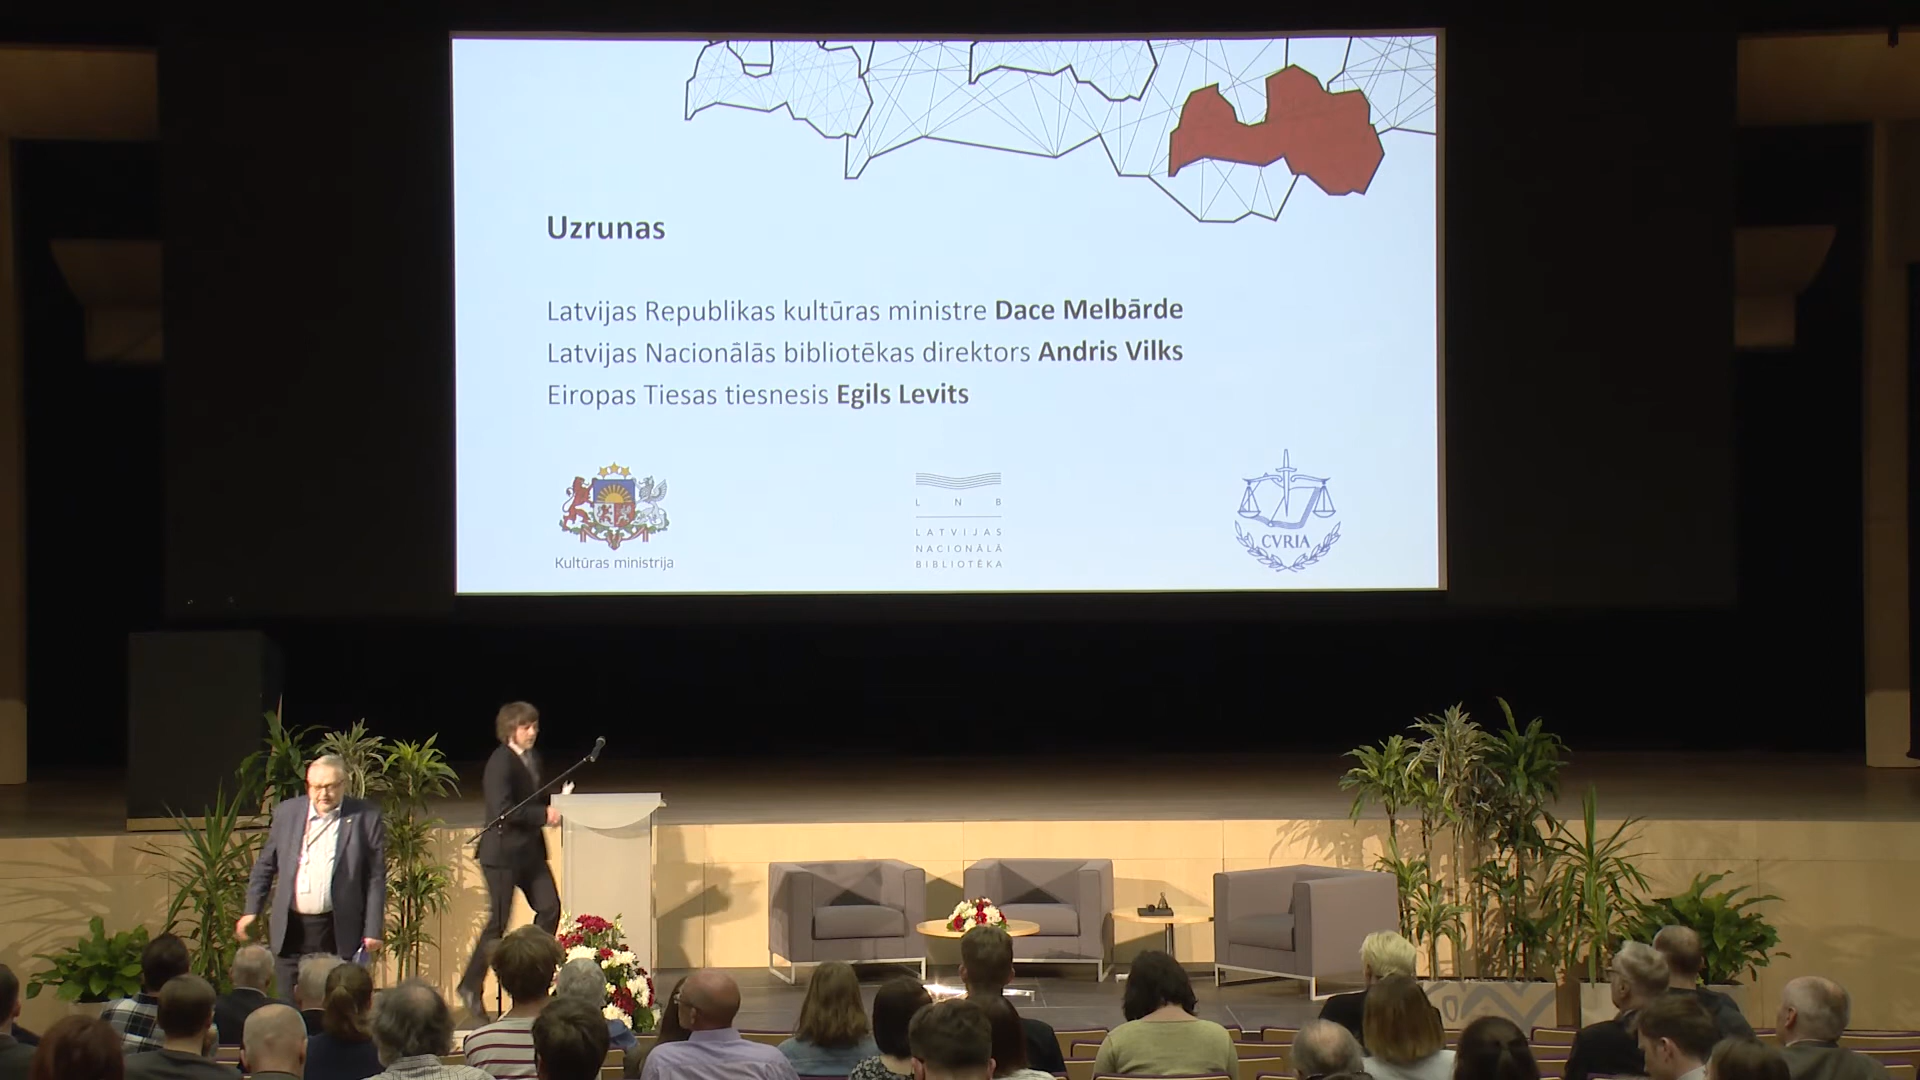 Uzrunas
Latvijas Republikas kultūras ministre Dace Melbārde
Latvijas Nacionālās bibliotēkas direktors Andris Vilks
Eiropas Tiesas tiesnesis Egils Levits
Kultūras ministrija
L N B
LATVIJAS
NACIONĀLĀ
BIBLIOTĒKA
CVRIA